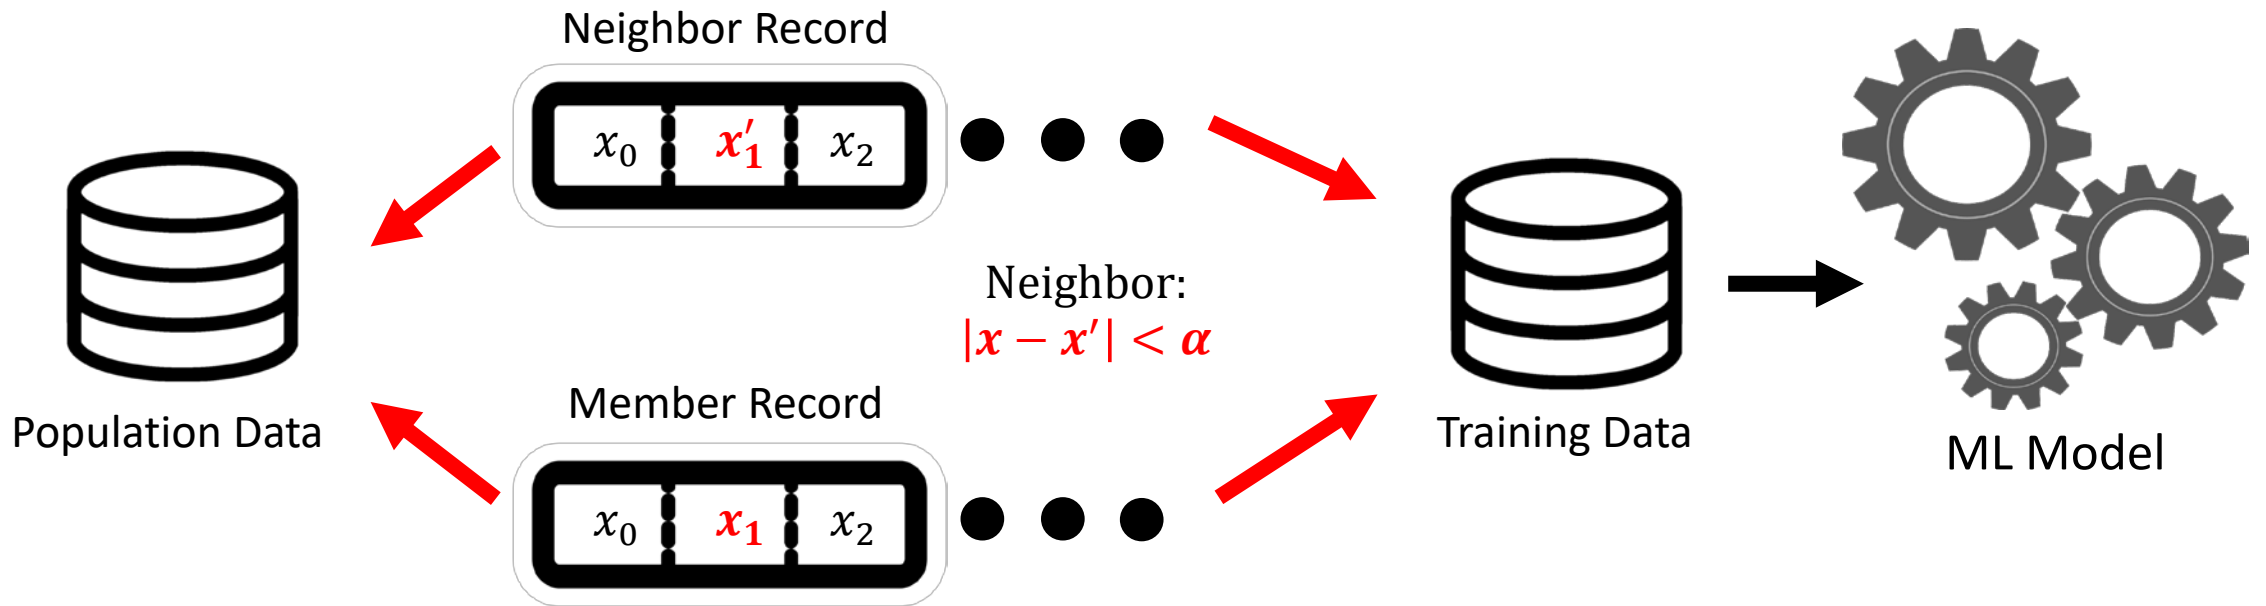 Neighbor Record
x₀ x′₁ x₂
Neighbor:
|x − x′| < α
Member Record
x₀ x₁ x₂
Population Data
Training Data
ML Model